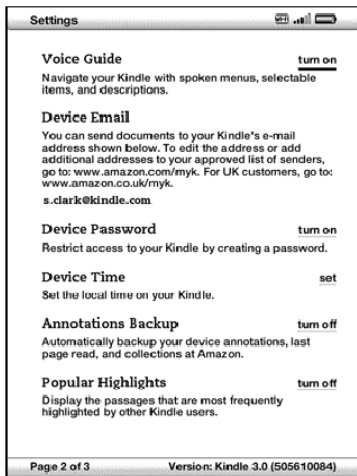 Settings WI-FI
Voice Guide turn on
Navigate your Kindle with spoken menus, selectable
items, and descriptions.
Device Email
You can send documents to your Kindle's e-mail
address shown below. To edit the address or add
additional addresses to your approved list of senders,
go to: www.amazon.com/myk. For UK customers, go to:
www.amazon.co.uk/myk.
s.clark@kindle.com
Device Password turn on
Restrict access to your Kindle by creating a password.
Device Time set
Set the local time on your Kindle.
Annotations Backup turn off
Automatically backup your device annotations, last
page read, and collections at Amazon.
Popular Highlights turn off
Display the passages that are most frequently
highlighted by other Kindle users.
Page 2 of 3 Version: Kindle 3.0 (505610084)